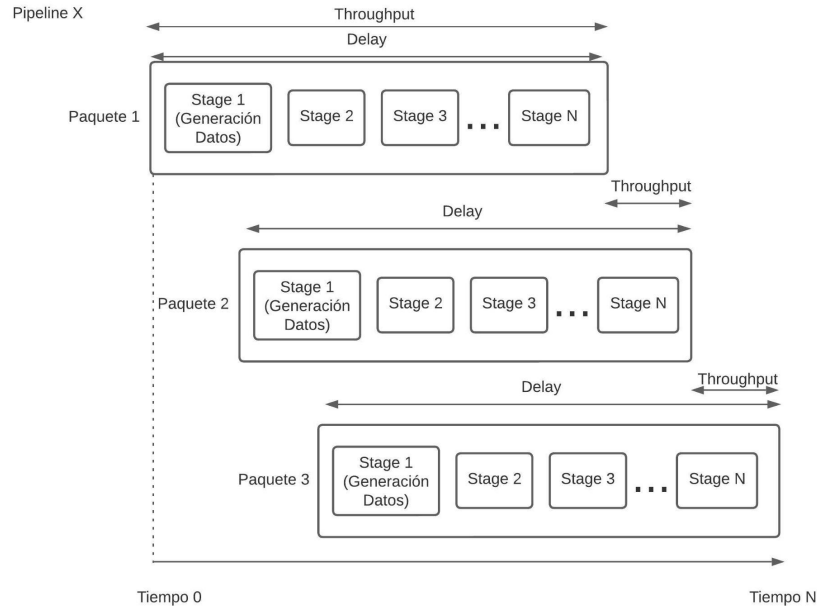 Pipeline X
Throughput
Delay
Paquete 1
Stage 1
(Generación
Datos)
Stage 2
Stage 3
...
Stage N
Throughput
Delay
Paquete 2
Stage 1
(Generación
Datos)
Stage 2
Stage 3
...
Stage N
Throughput
Delay
Paquete 3
Stage 1
(Generación
Datos)
Stage 2
Stage 3
...
Stage N
Tiempo 0
Tiempo N